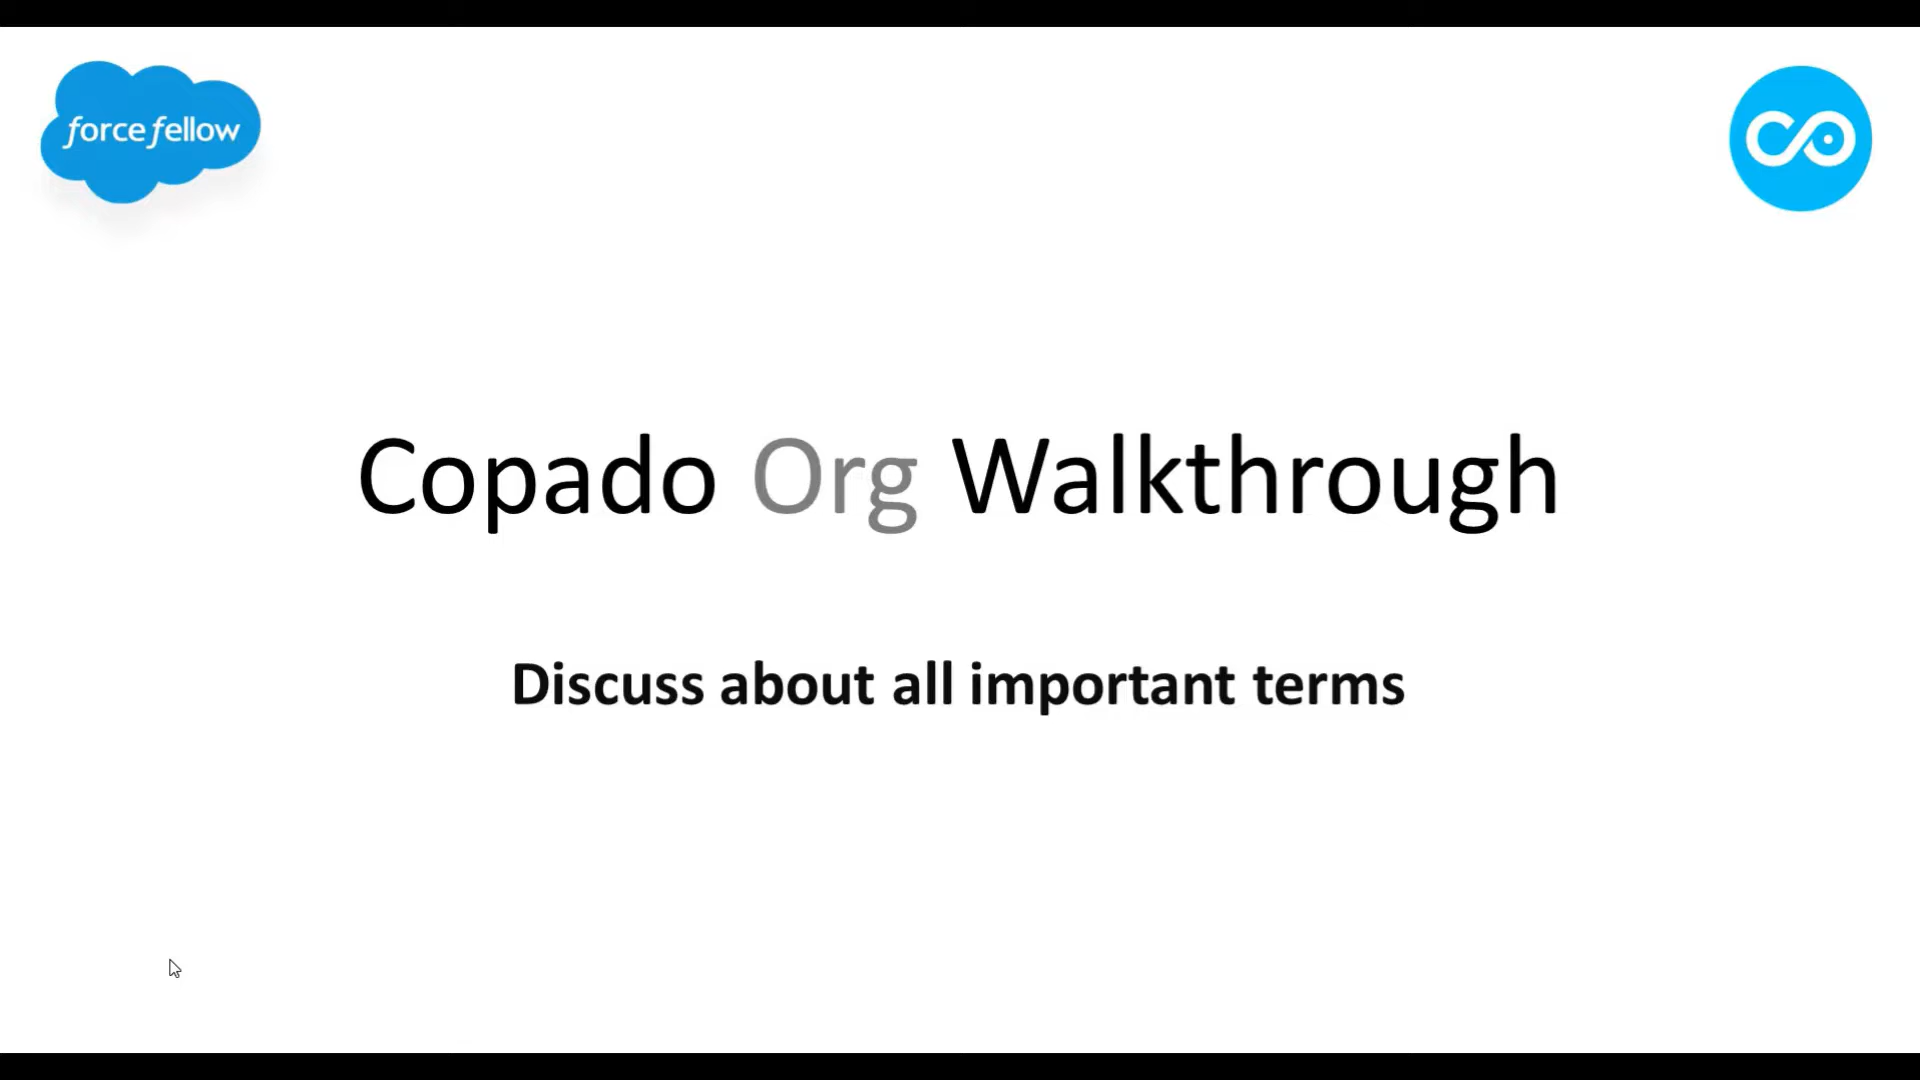 force fellow
Copado Org Walkthrough
Discuss about all important terms